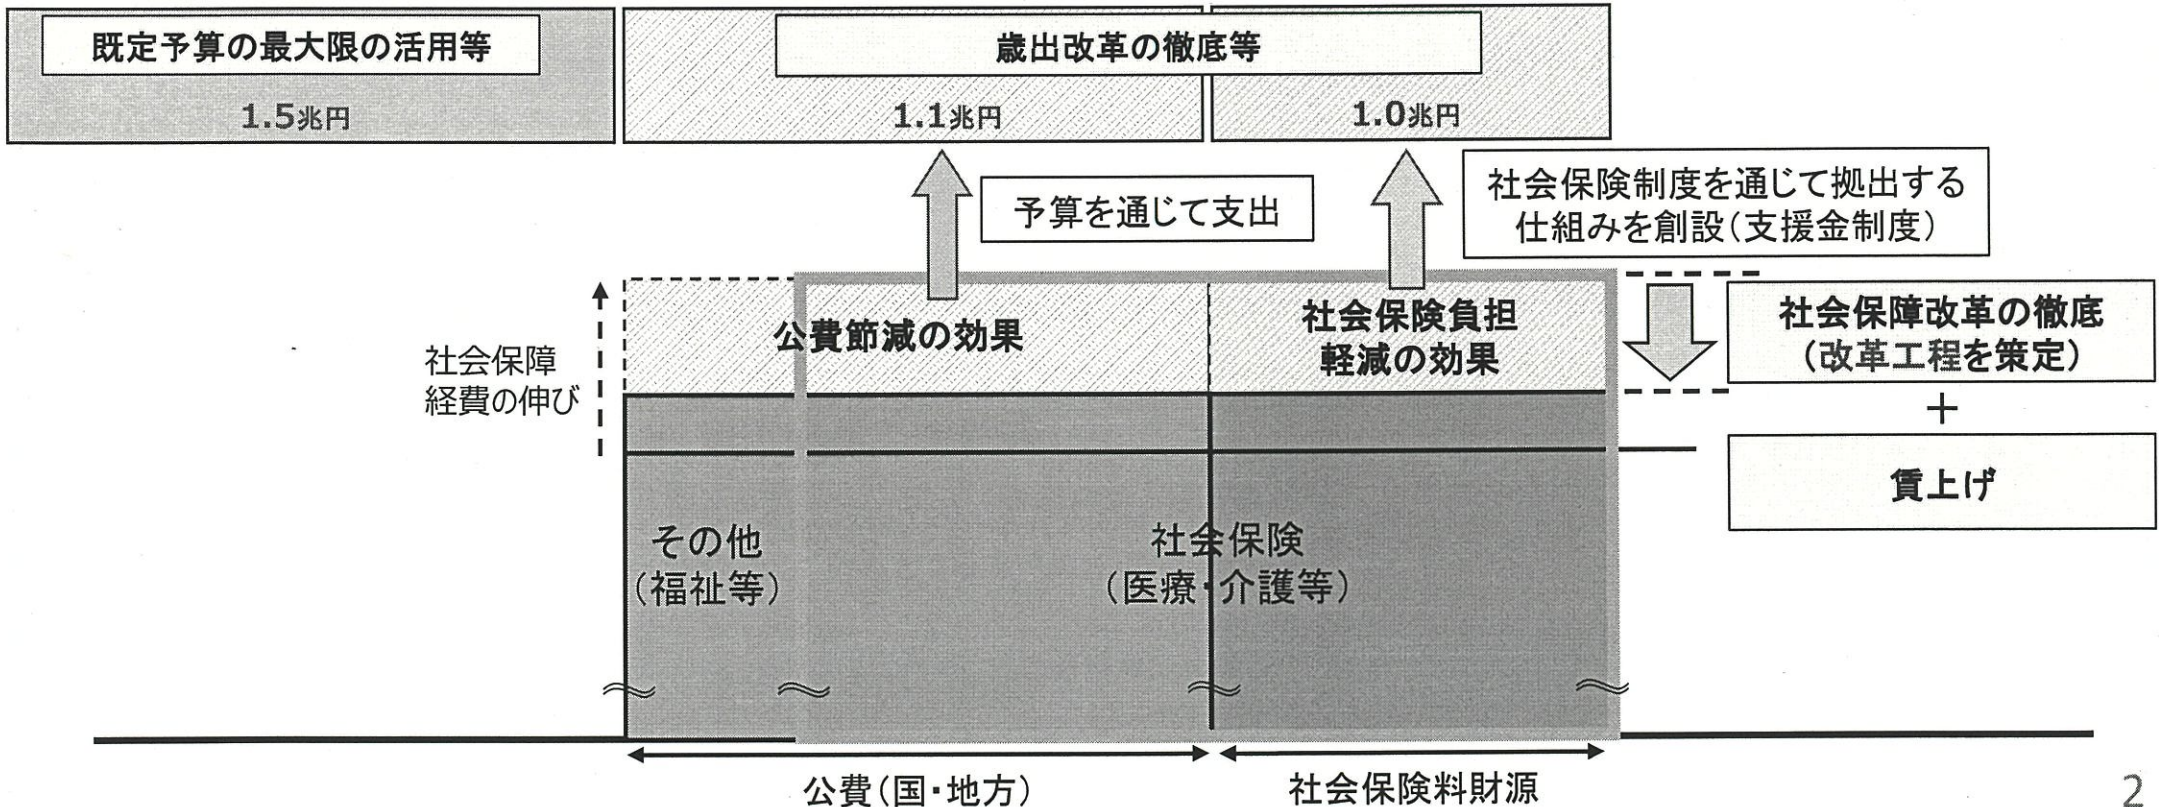 既定予算の最大限の活用等
1.5兆円
歳出改革の徹底等
1.1兆円
1.0兆円
予算を通じて支出
社会保険制度を通じて拠出する
仕組みを創設(支援金制度)
社会保障
経費の伸び
公費節減の効果
社会保険負担
軽減の効果
社会保障改革の徹底
(改革工程を策定)
+
賃上げ
その他
(福祉等)
社会保険
(医療・介護等)
公費(国・地方)
社会保険料財源
2